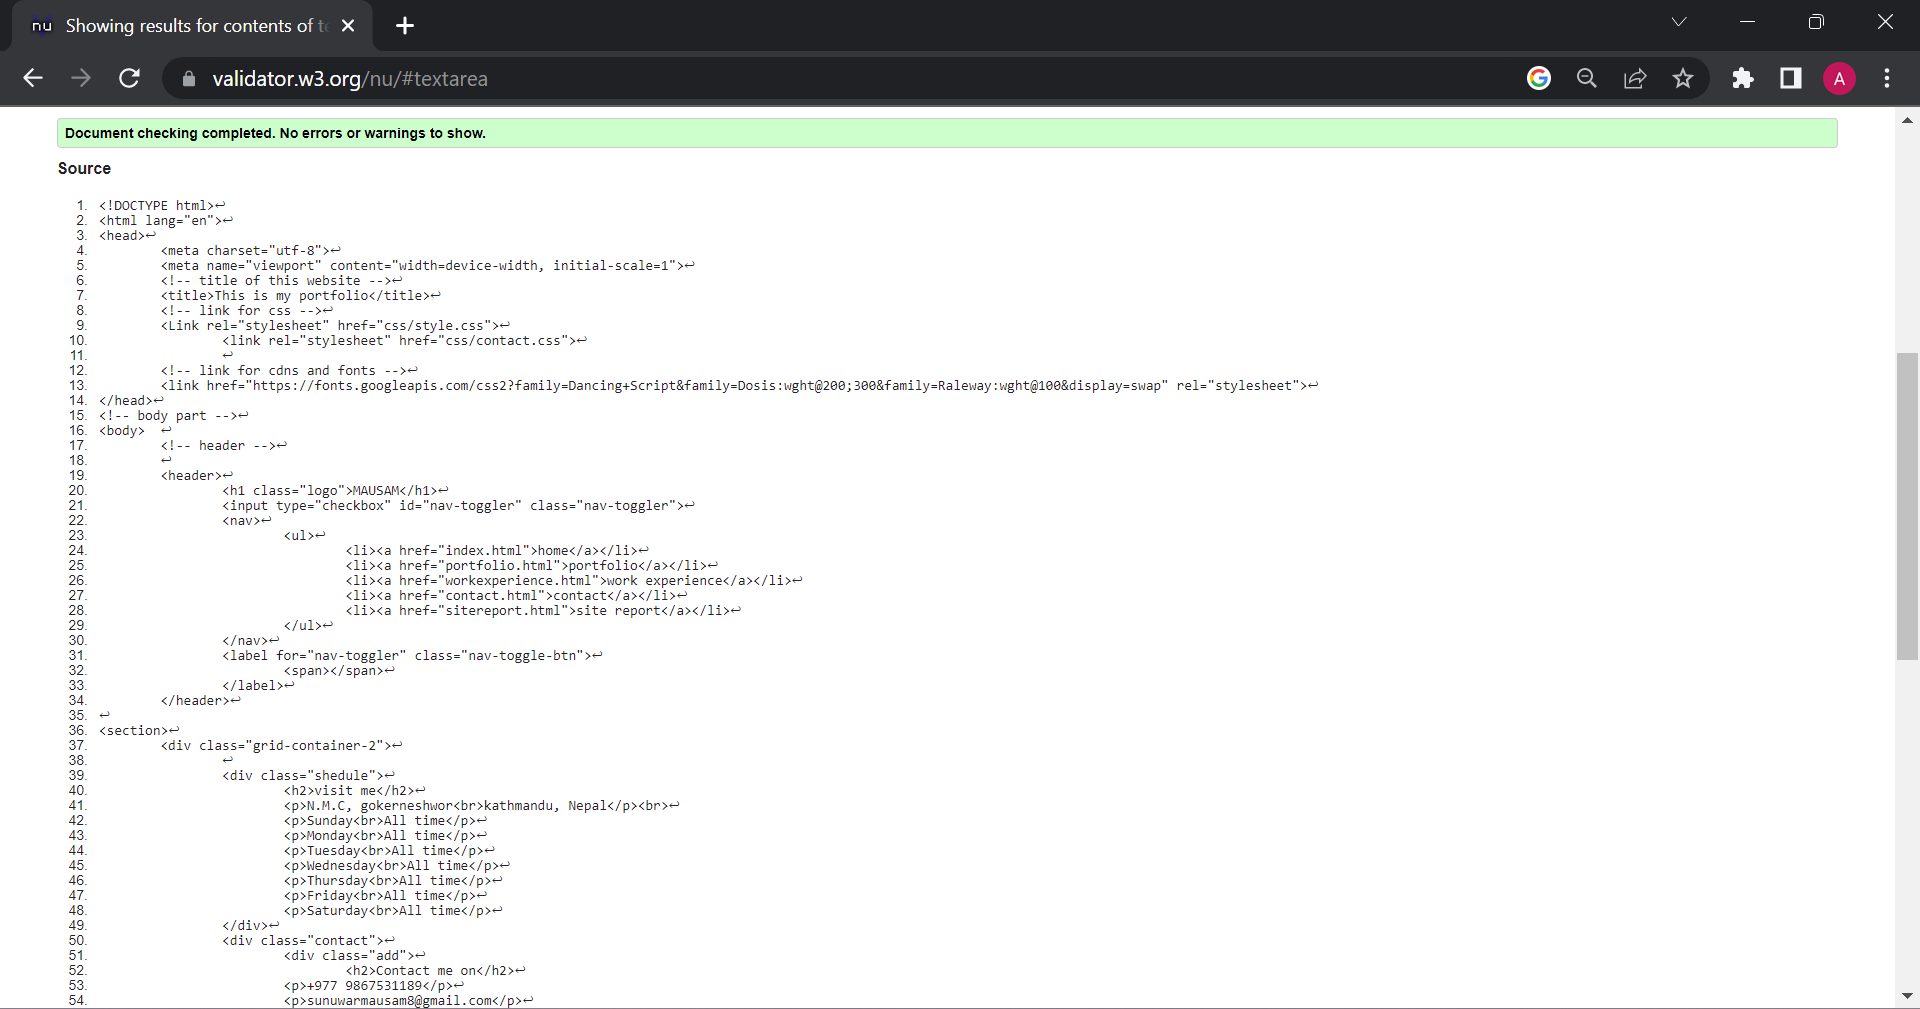 nu Showing results for contents of te
validator.w3.org/nu/#textarea
A
Document checking completed. No errors or warnings to show.
Source
1. <!DOCTYPE html>↩
2. <html lang="en">↩
3. <head>↩
4. <meta charset="utf-8">↩
5. <meta name="viewport" content="width=device-width, initial-scale=1">↩
6. <!-- title of this website -->↩
7. <title>This is my portfolio</title>↩
8. <!-- link for css -->↩
9. <Link rel="stylesheet" href="css/style.css">↩
10. <link rel="stylesheet" href="css/contact.css">↩
11. ↩
12. <!-- link for cdns and fonts -->↩
13. <link href="https://fonts.googleapis.com/css2?family=Dancing+Script&family=Dosis:wght@200;300&family=Raleway:wght@100&display=swap" rel="stylesheet">↩
14. </head>↩
15. <!-- body part -->↩
16. <body> ↩
17. <!-- header -->↩
18. ↩
19. <header>↩
20. <h1 class="logo">MAUSAM</h1>↩
21. <input type="checkbox" id="nav-toggler" class="nav-toggler">↩
22. <nav>↩
23. <ul>↩
24. <li><a href="index.html">home</a></li>↩
25. <li><a href="portfolio.html">portfolio</a></li>↩
26. <li><a href="workexperience.html">work experience</a></li>↩
27. <li><a href="contact.html">contact</a></li>↩
28. <li><a href="sitereport.html">site report</a></li>↩
29. </ul>↩
30. </nav>↩
31. <label for="nav-toggler" class="nav-toggle-btn">↩
32. <span></span>↩
33. </label>↩
34. </header>↩
35. ↩
36. <section>↩
37. <div class="grid-container-2">↩
38. ↩
39. <div class="shedule">↩
40. <h2>visit me</h2>↩
41. <p>N.M.C, gokerneshwor<br>kathmandu, Nepal</p><br>↩
42. <p>Sunday<br>All time</p>↩
43. <p>Monday<br>All time</p>↩
44. <p>Tuesday<br>All time</p>↩
45. <p>Wednesday<br>All time</p>↩
46. <p>Thursday<br>All time</p>↩
47. <p>Friday<br>All time</p>↩
48. <p>Saturday<br>All time</p>↩
49. </div>↩
50. <div class="contact">↩
51. <div class="add">↩
52. <h2>Contact me on</h2>↩
53. <p>+977 9867531189</p>↩
54. <p>sunuwarmausam8@gmail.com</p>↩